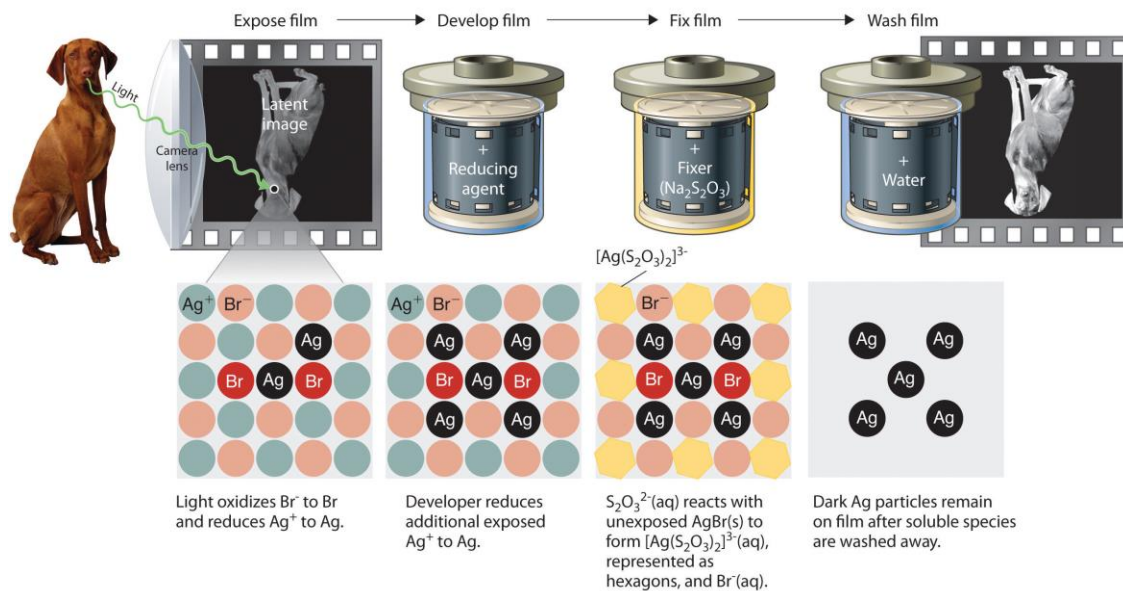 Expose film
Develop film
Fix film
Wash film
Light
Camera
lens
Latent
image
+
Reducing
agent
+
Fixer
(Na₂S₂O₃)
+
Water
[Ag(S₂O₃)₂]³⁻
Ag⁺ Br⁻
Ag
Br Ag Br
Ag⁺ Br⁻
Ag Ag
Br Ag Br
Ag Ag
Br⁻
Ag Ag
Br Ag Br
Ag Ag
Ag Ag
Ag
Ag Ag
Light oxidizes Br⁻ to Br
and reduces Ag⁺ to Ag.
Developer reduces
additional exposed
Ag⁺ to Ag.
S₂O₃²⁻(aq) reacts with
unexposed AgBr(s) to
form [Ag(S₂O₃)₂]³⁻(aq),
represented as
hexagons, and Br⁻(aq).
Dark Ag particles remain
on film after soluble species
are washed away.